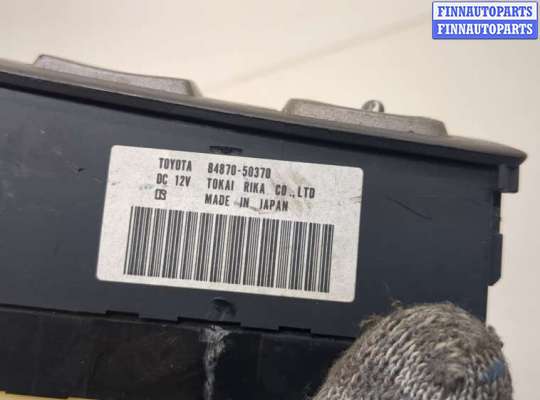 FINNAUTOPARTS
FINNAUTOPARTS
TOYOTA 84870-50370
DC 12V TOKAI RIKA CO.,LTD
MADE IN JAPAN